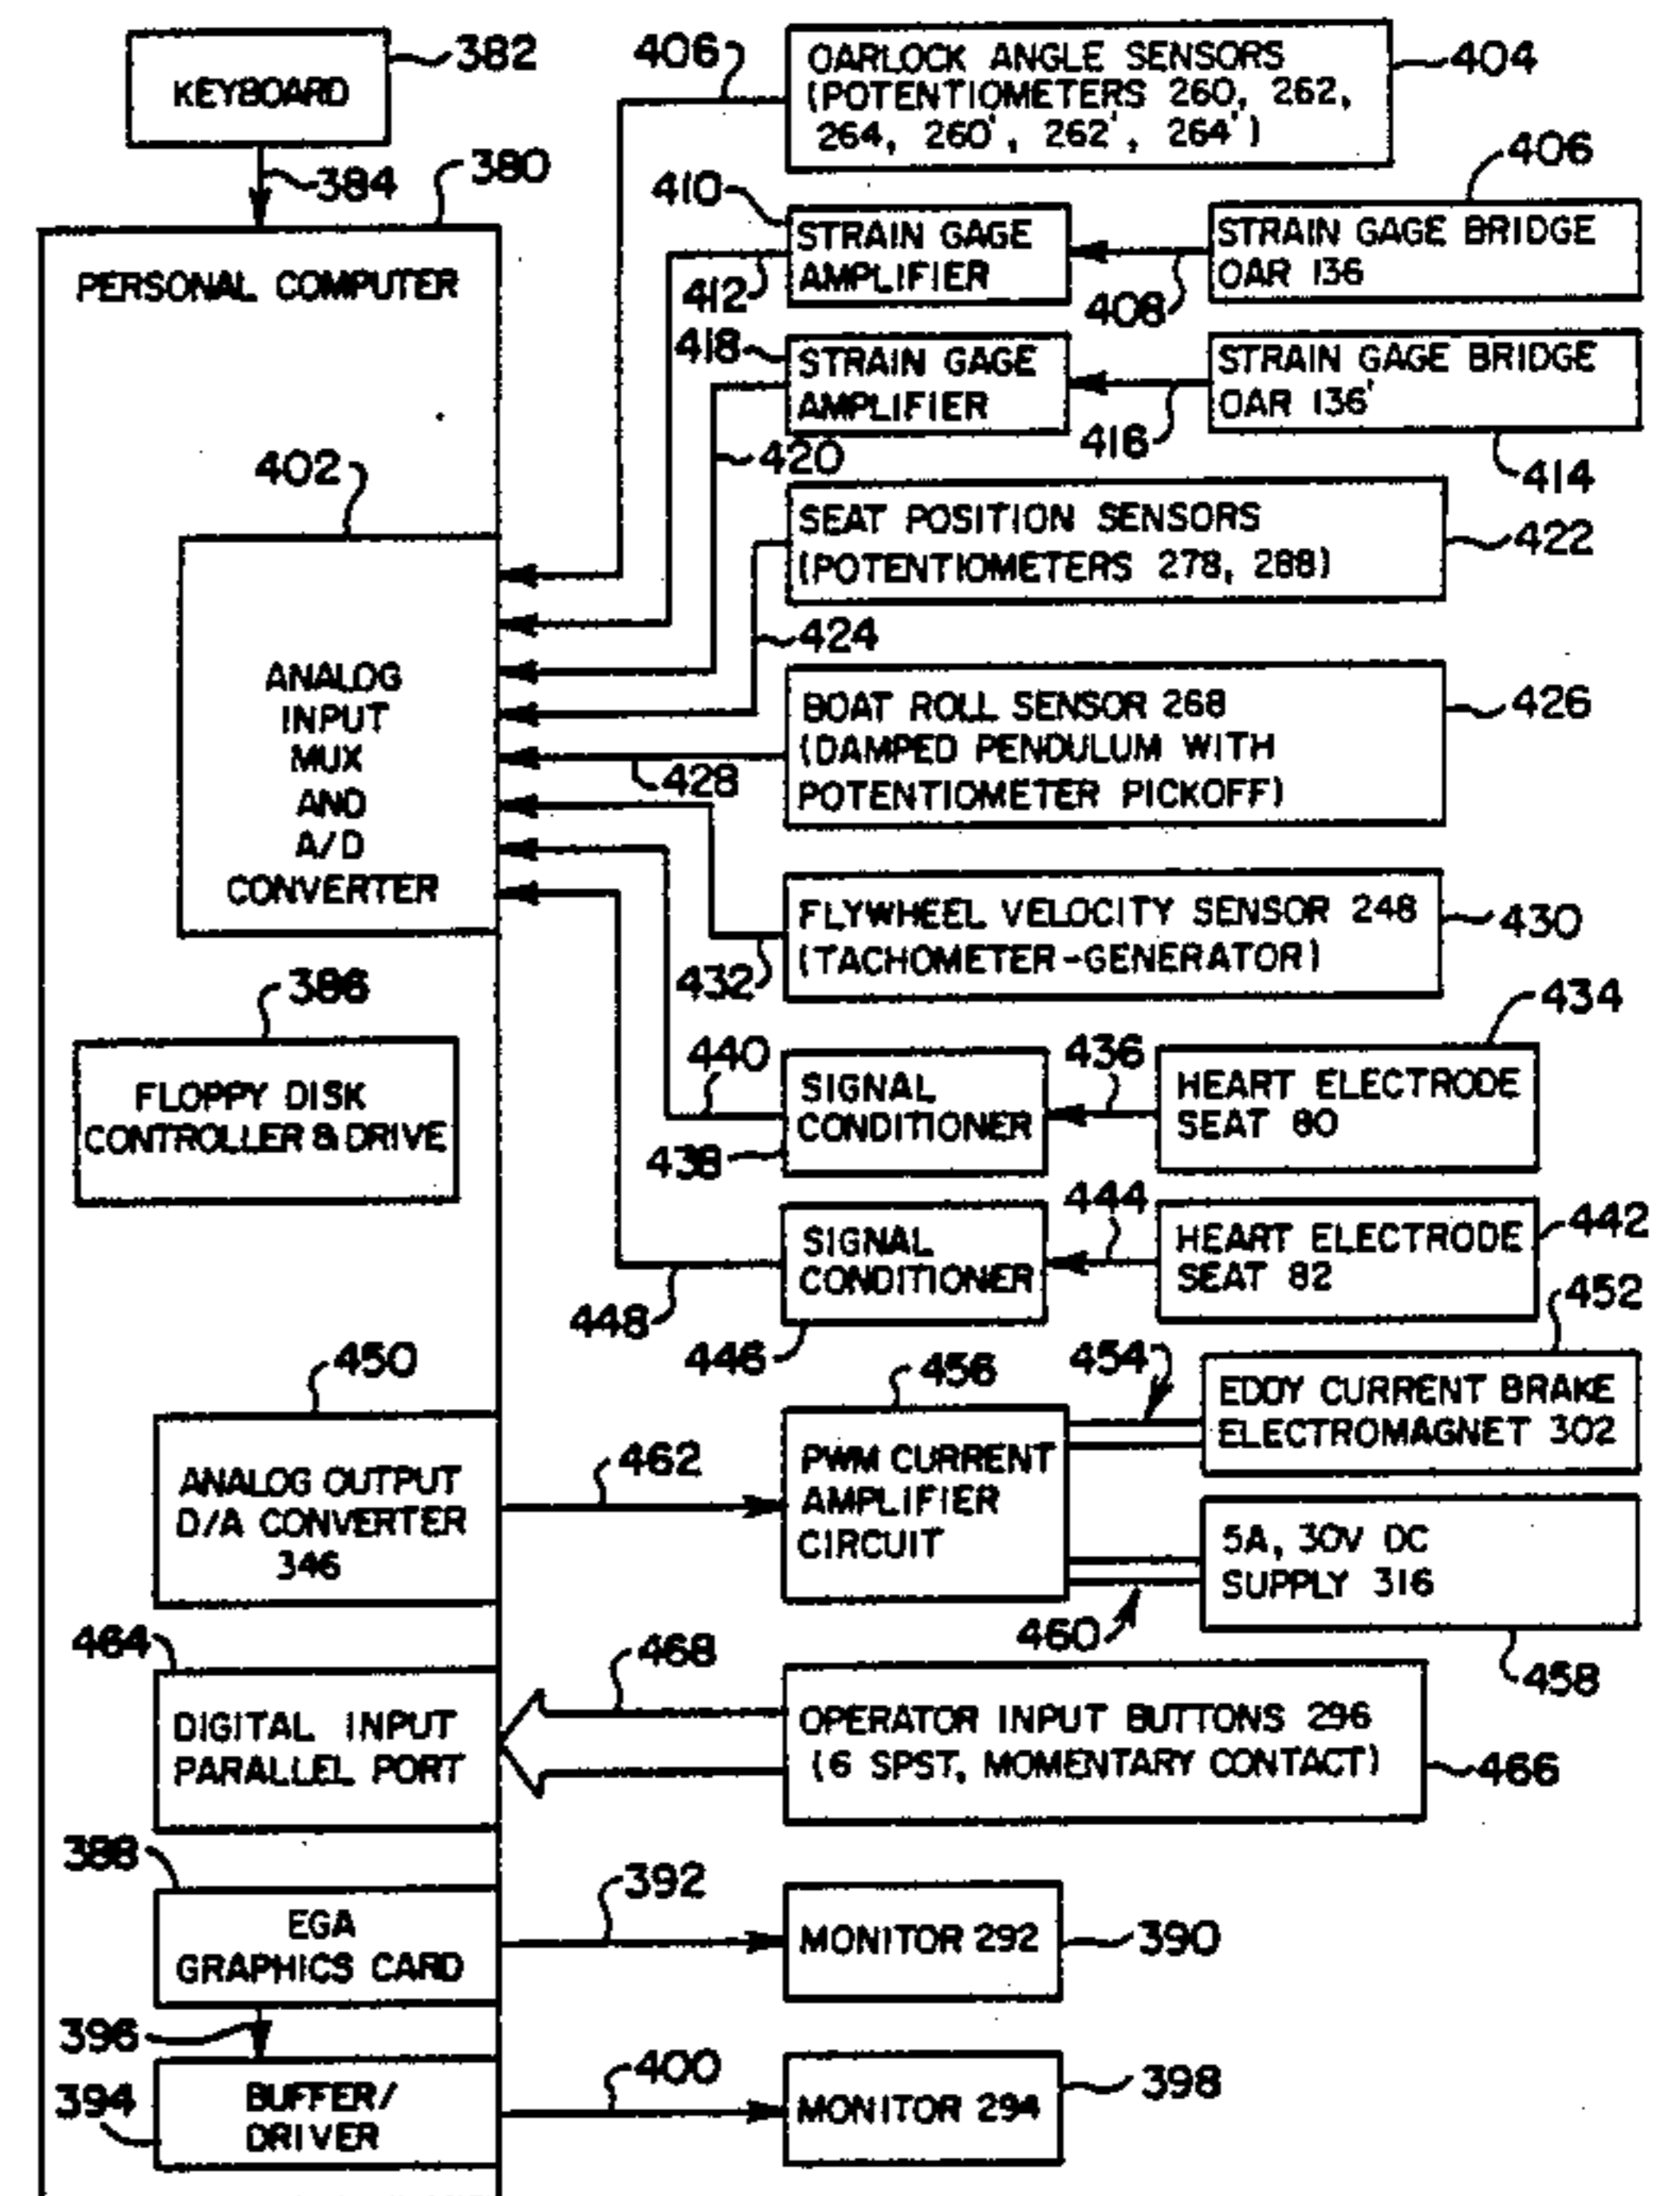 382
KEYBOARD
384
380
PERSONAL COMPUTER
402
ANALOG
INPUT
MUX
AND
A/D
CONVERTER
386
FLOPPY DISK
CONTROLLER & DRIVE
450
ANALOG OUTPUT
D/A CONVERTER
346
464
DIGITAL INPUT
PARALLEL PORT
388
EGA
GRAPHICS CARD
396
394
BUFFER/
DRIVER
406
OARLOCK ANGLE SENSORS
(POTENTIOMETERS 260, 262,
264, 260', 262', 264')
404
410
STRAIN GAGE
AMPLIFIER
412
408
406
STRAIN GAGE BRIDGE
OAR 136
418
STRAIN GAGE
AMPLIFIER
420
416
STRAIN GAGE BRIDGE
OAR 136'
414
SEAT POSITION SENSORS
(POTENTIOMETERS 278, 288)
422
424
BOAT ROLL SENSOR 268
(DAMPED PENDULUM WITH
POTENTIOMETER PICKOFF)
426
428
FLYWHEEL VELOCITY SENSOR 248
(TACHOMETER-GENERATOR)
430
432
440
SIGNAL
CONDITIONER
438
436
434
HEART ELECTRODE
SEAT 80
444
SIGNAL
CONDITIONER
448
446
HEART ELECTRODE
SEAT 82
442
462
456
PWM CURRENT
AMPLIFIER
CIRCUIT
454
452
EDDY CURRENT BRAKE
ELECTROMAGNET 302
460
5A, 30V DC
SUPPLY 316
458
468
OPERATOR INPUT BUTTONS 296
(6 SPST, MOMENTARY CONTACT)
466
392
MONITOR 292
390
400
MONITOR 294
398